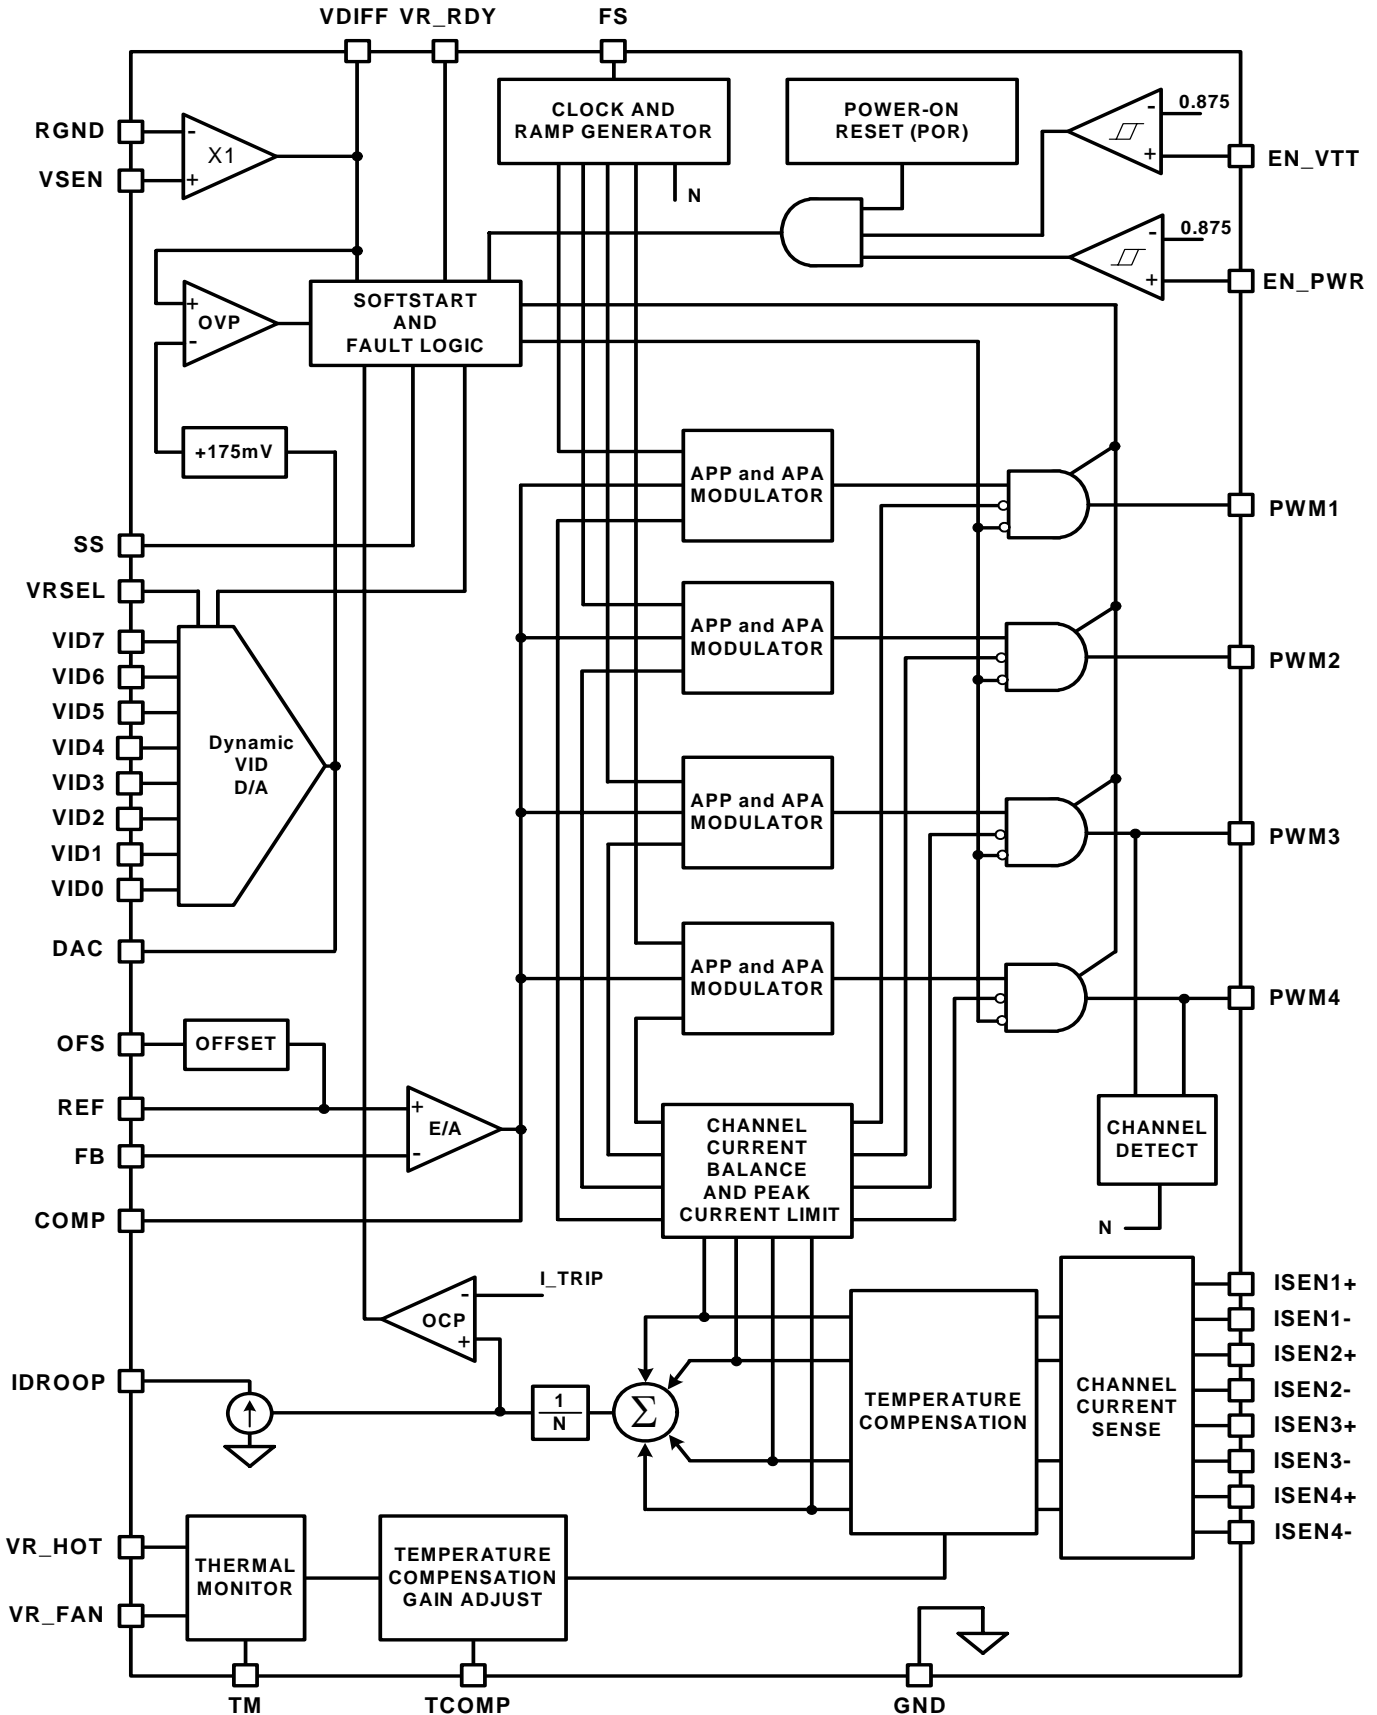 VDIFF VR_RDY FS
CLOCK AND
RAMP GENERATOR
POWER-ON
RESET (POR)
- 0.875
+
EN_VTT
N
RGND
VSEN
-
X1
+
- 0.875
+
EN_PWR
+
OVP
-
SOFTSTART
AND
FAULT LOGIC
+175mV
APP and APA
MODULATOR
PWM1
SS
VRSEL
VID7
VID6
VID5
VID4
VID3
VID2
VID1
VID0
Dynamic
VID
D/A
APP and APA
MODULATOR
PWM2
APP and APA
MODULATOR
PWM3
DAC
APP and APA
MODULATOR
PWM4
OFS
OFFSET
REF
FB
+
E/A
-
COMP
CHANNEL
CURRENT
BALANCE
AND PEAK
CURRENT LIMIT
CHANNEL
DETECT
N
I_TRIP
-
OCP
+
IDROOP
1
N
Σ
TEMPERATURE
COMPENSATION
CHANNEL
CURRENT
SENSE
ISEN1+
ISEN1-
ISEN2+
ISEN2-
ISEN3+
ISEN3-
ISEN4+
ISEN4-
VR_HOT
VR_FAN
THERMAL
MONITOR
TEMPERATURE
COMPENSATION
GAIN ADJUST
TM TCOMP GND